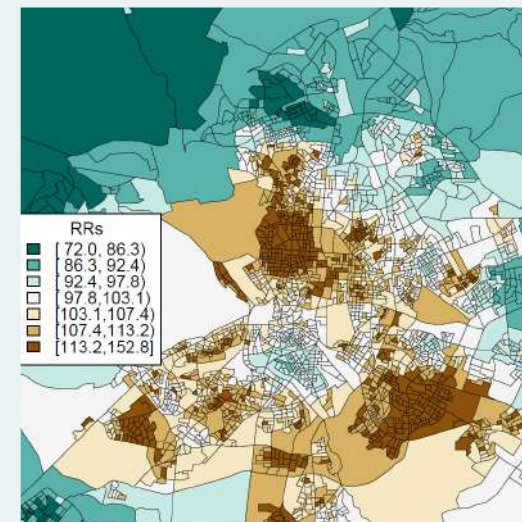 RRs
[ 72.0, 86.3)
[ 86.3, 92.4)
[ 92.4, 97.8)
[ 97.8,103.1)
[103.1,107.4)
[107.4,113.2)
[113.2,152.8]